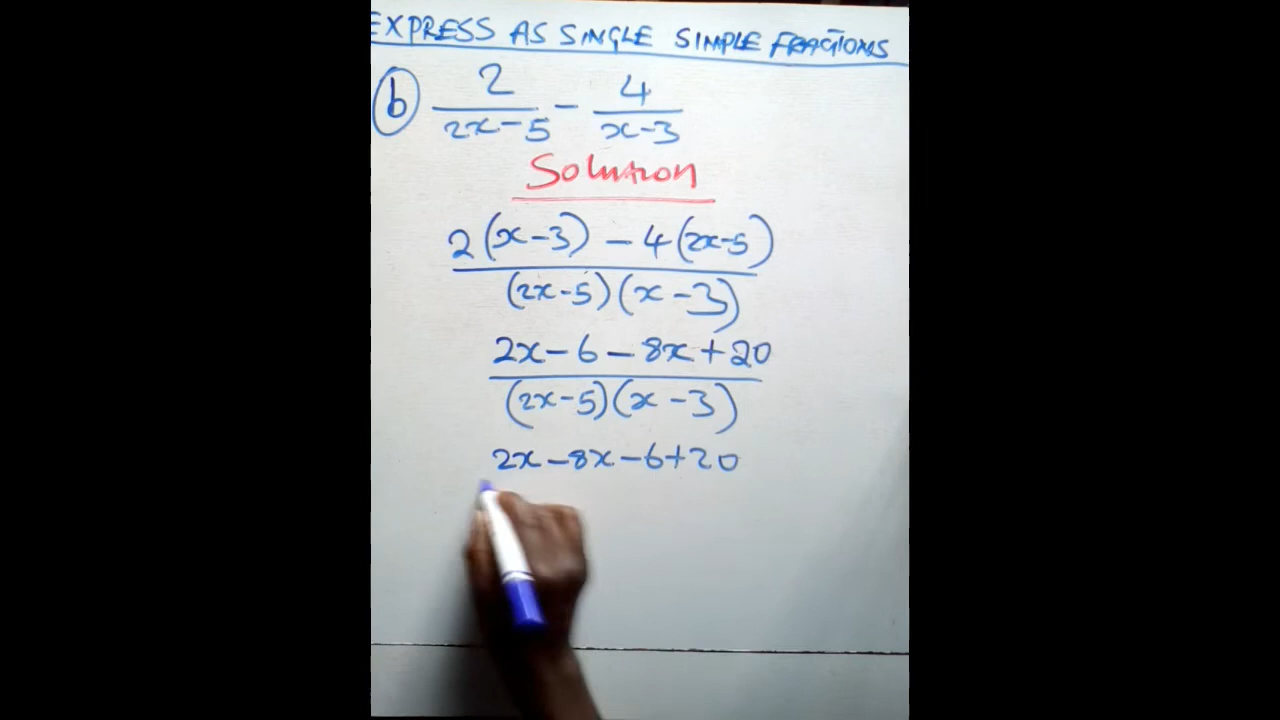 EXPRESS AS SINGLE SIMPLE FRACTIONS
b 2/2x-5 - 4/x-3
Solution
2(x-3) - 4(2x-5)
(2x-5)(x-3)
2x-6-8x+20
(2x-5)(x-3)
2x-8x-6+20